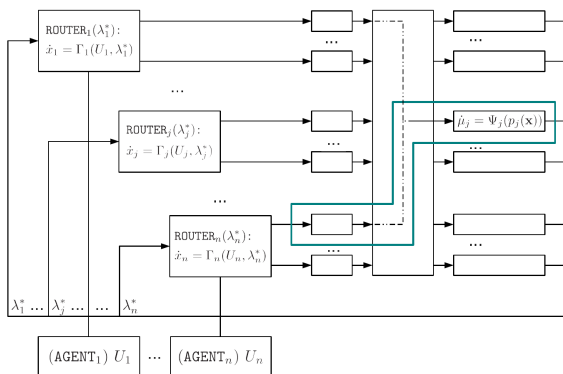 ROUTER₁(λ₁*):
ẋ₁ = Γ₁(U₁, λ₁*)
...
...
...
ROUTERⱼ(λⱼ*):
ẋⱼ = Γⱼ(Uⱼ, λⱼ*)
μ̇ⱼ = Ψⱼ(pⱼ(𝐱))
...
...
...
ROUTERₙ(λₙ*):
ẋₙ = Γₙ(Uₙ, λₙ*)
...
...
λ₁* ... λⱼ* ... ... λₙ*
(AGENT₁) U₁ ... (AGENTₙ) Uₙ